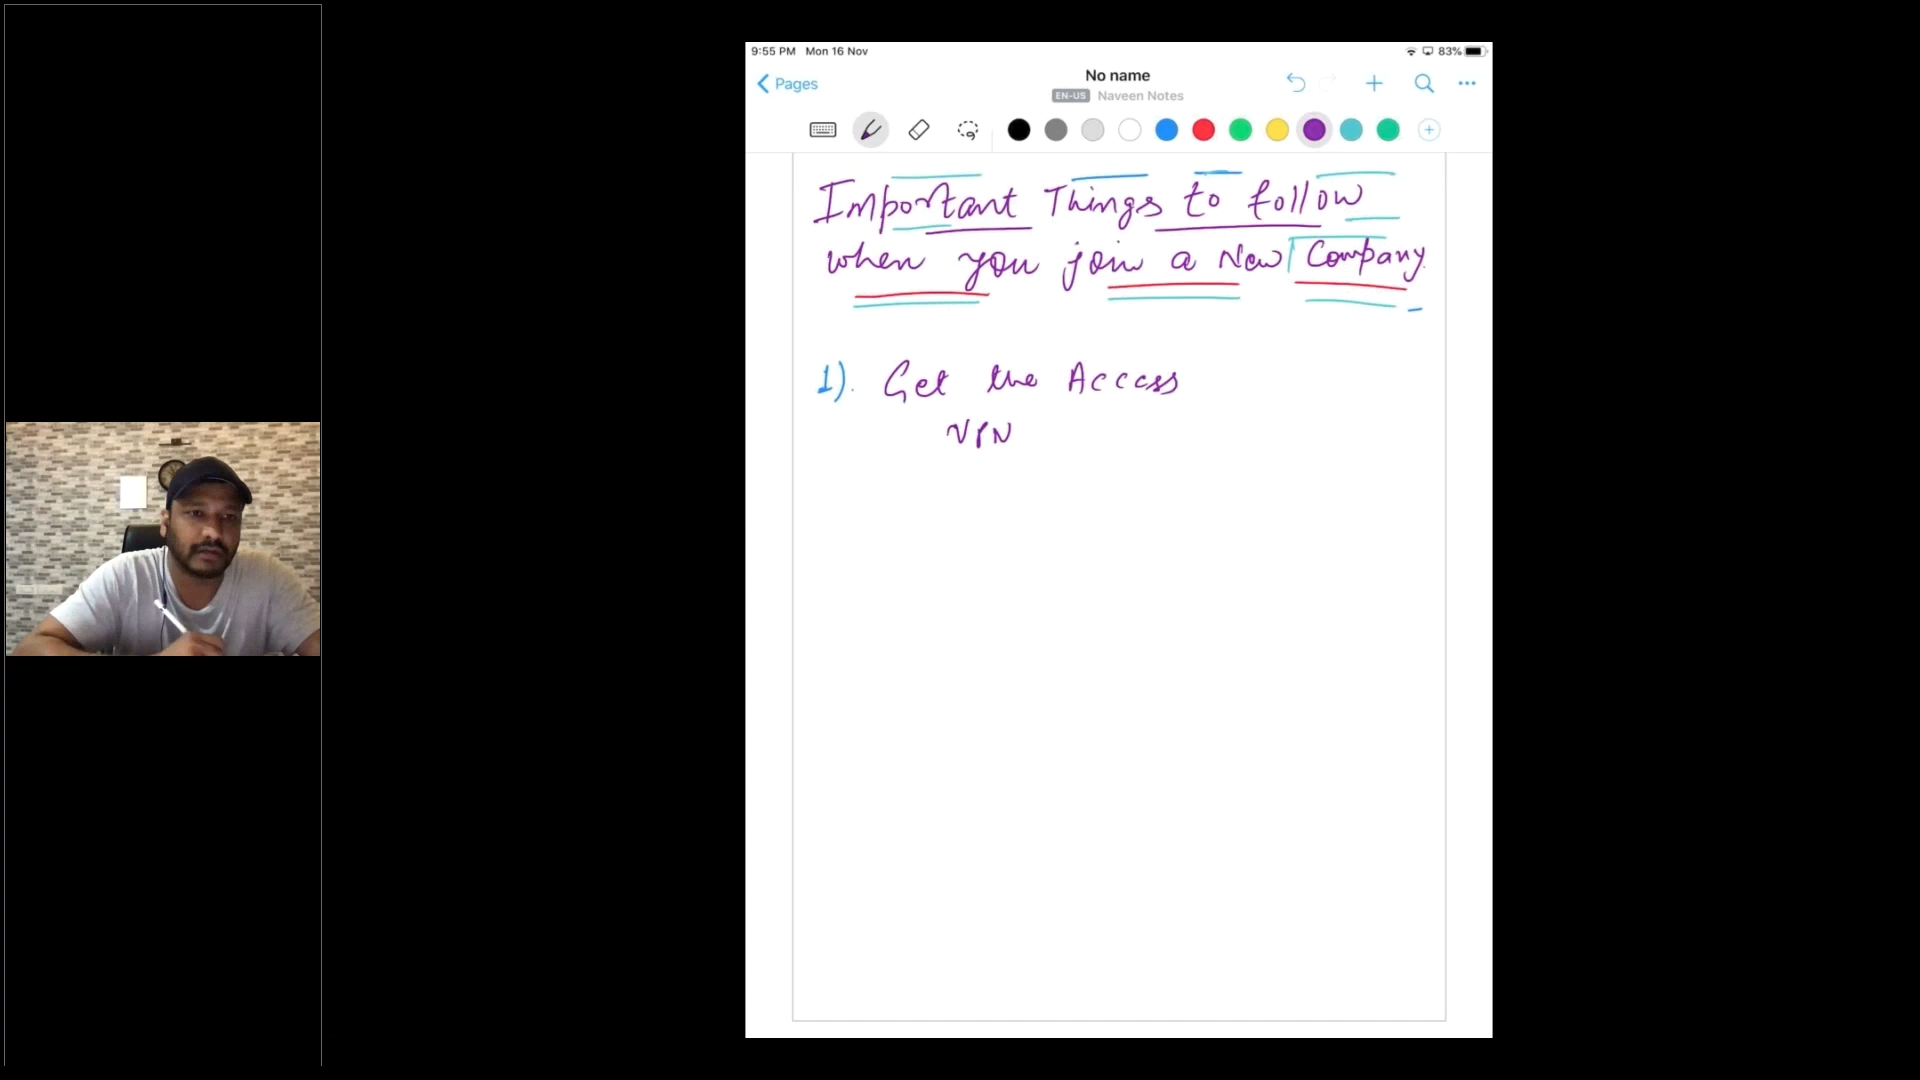 9:55 PM Mon 16 Nov
83%
Pages
No name
EN-US Naveen Notes
Important Things to follow
when you join a New Company.
1). Get the Access
VPN